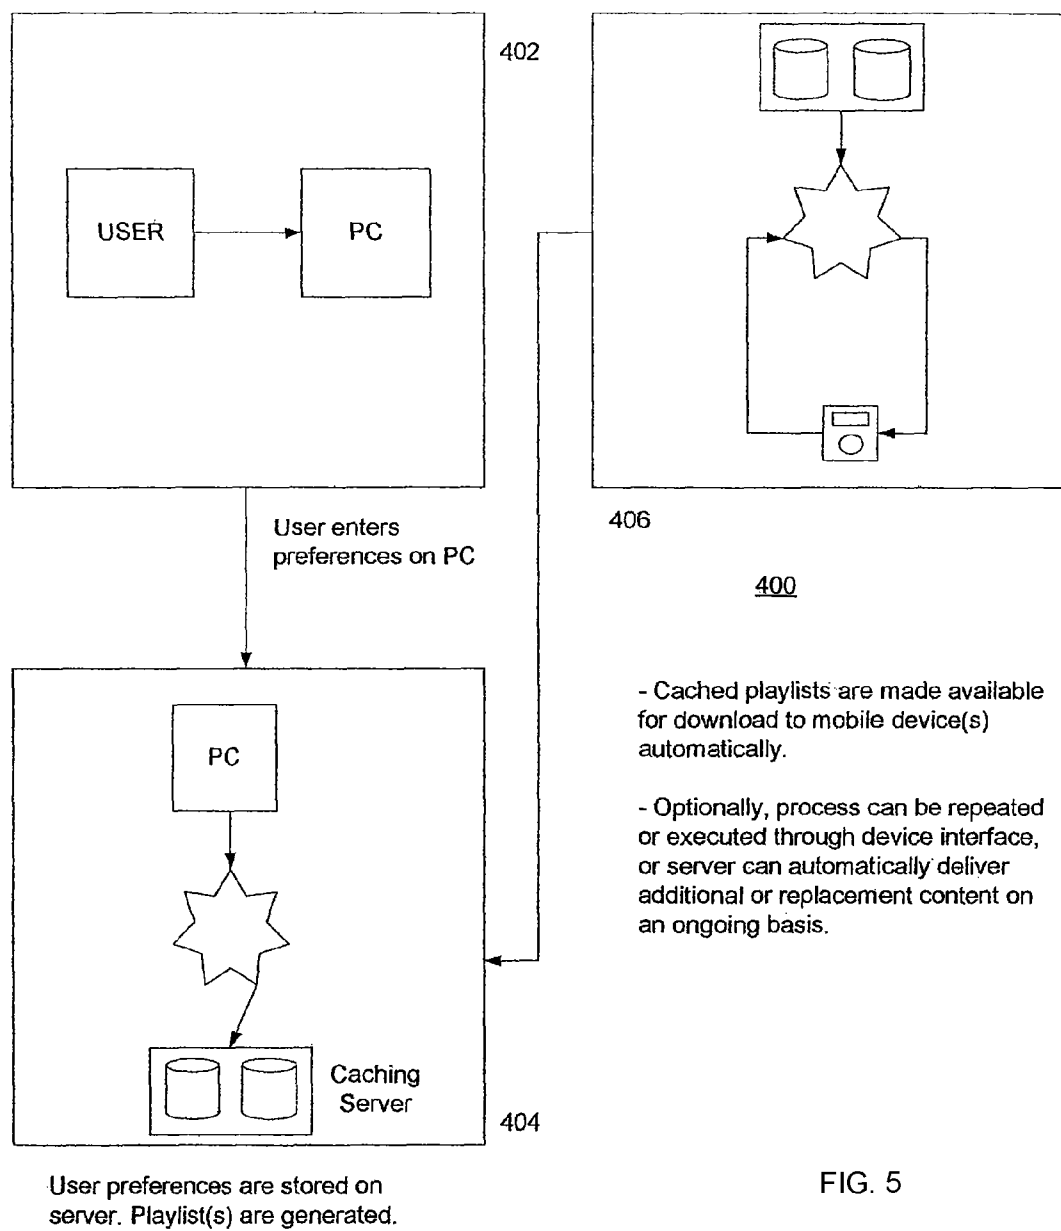 402
USER
PC
User enters
preferences on PC
406
400
- Cached playlists are made available
for download to mobile device(s)
automatically.
- Optionally, process can be repeated
or executed through device interface,
or server can automatically deliver
additional or replacement content on
an ongoing basis.
PC
Caching
Server
404
User preferences are stored on
server. Playlist(s) are generated.
FIG. 5